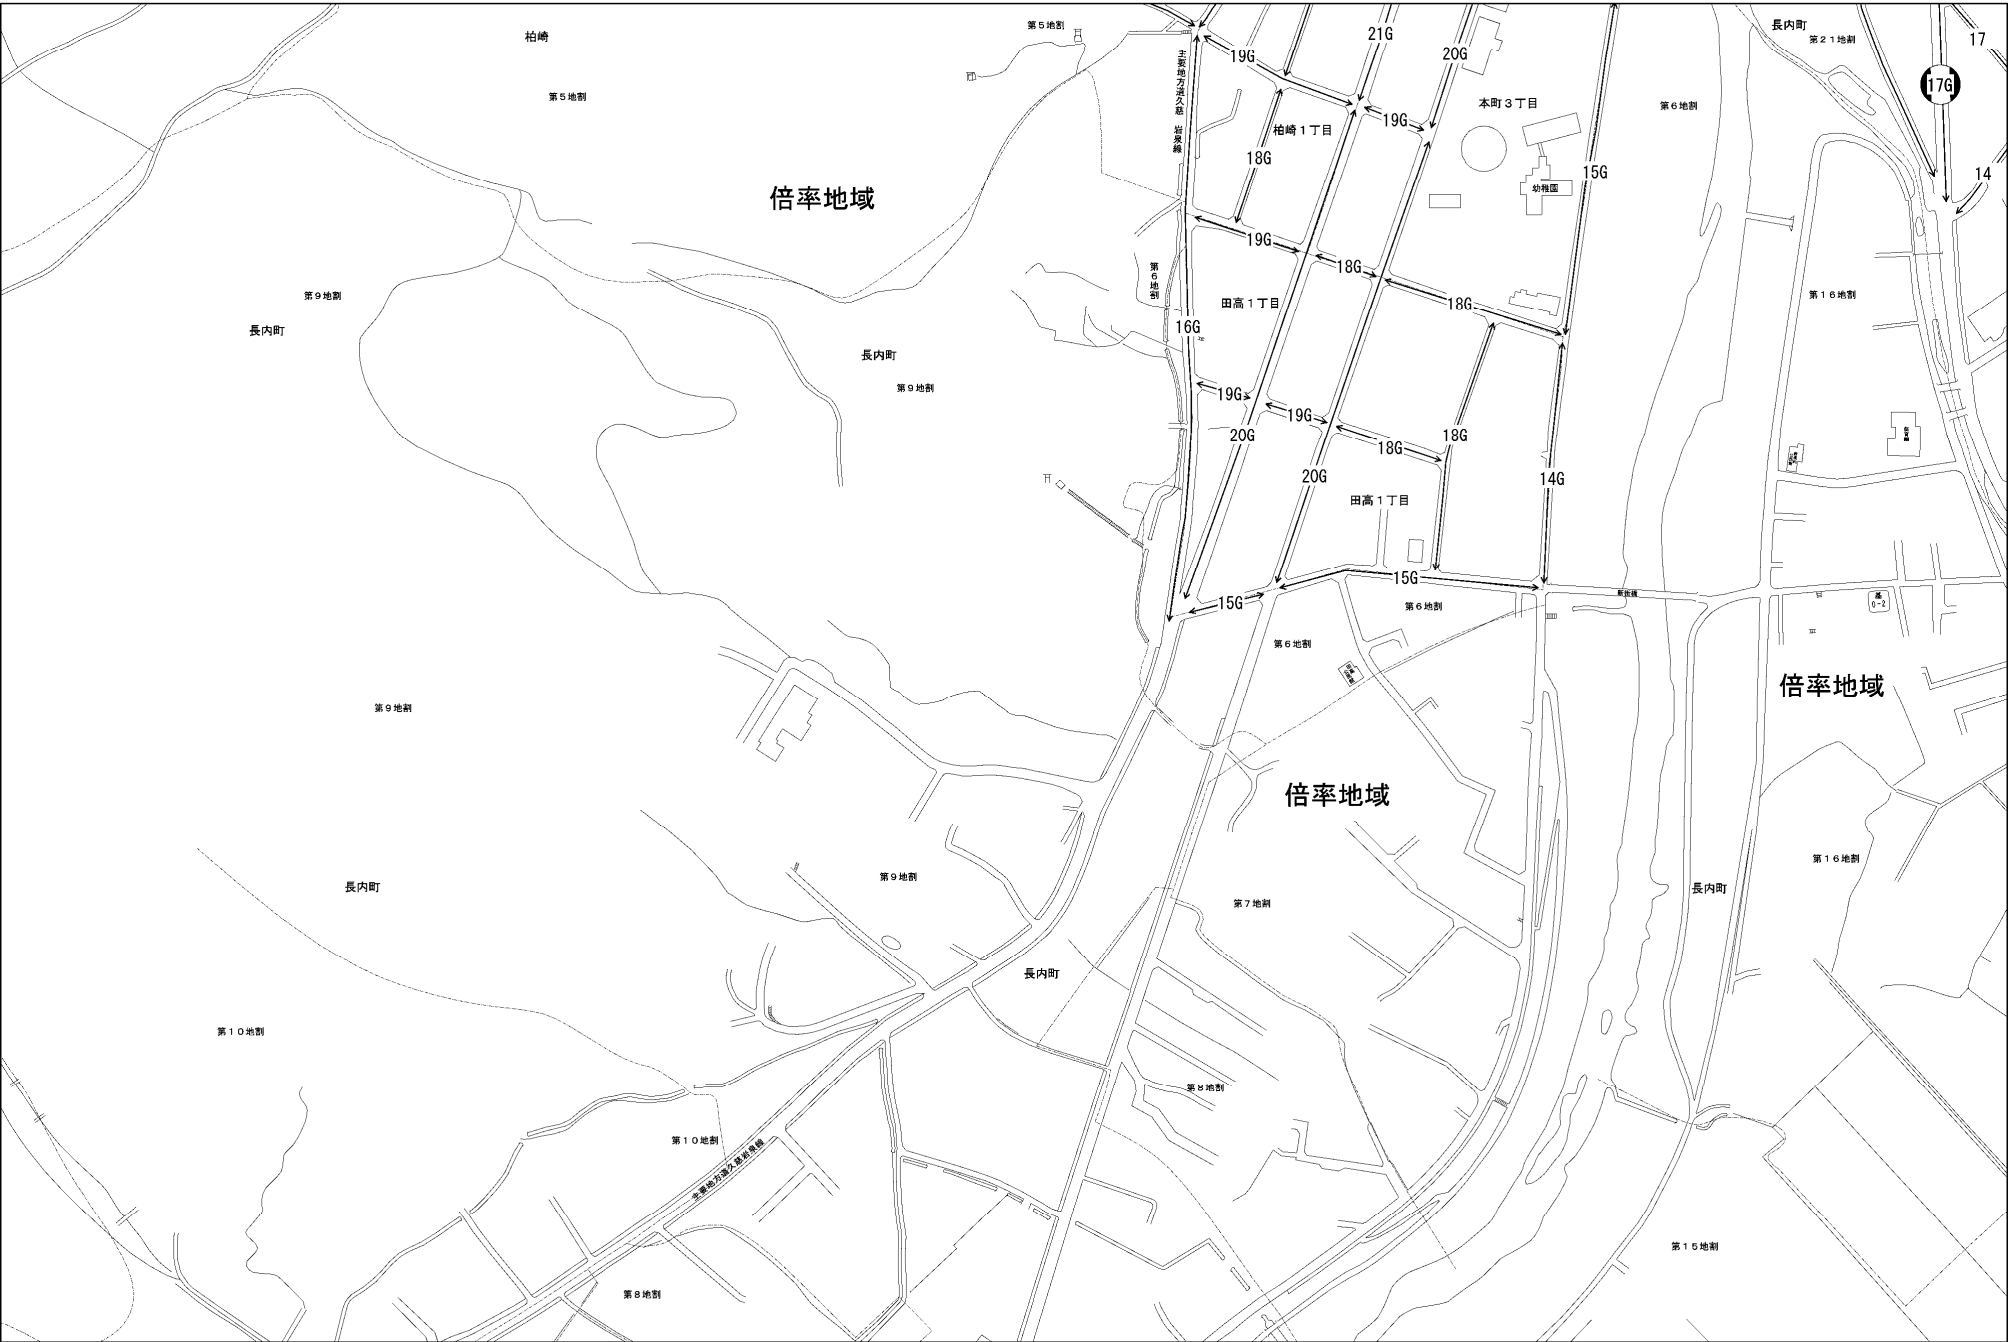 柏崎
第5地割
長内町
第21地割
17
19G
21G
20G
17G
主要地方道久慈 岩泉線
第5地割
本町3丁目
第6地割
19G
柏崎1丁目
18G
15G
14
幼稚園
倍率地域
19G
18G
第6地割
第9地割
田高1丁目
18G
第16地割
長内町
16G
長内町
第9地割
19G
19G
20G
18G
18G
20G
14G
田高1丁目
15G
15G
第6地割
新街橋
基
0-2
第6地割
倍率地域
第9地割
倍率地域
第9地割
長内町
第7地割
第16地割
長内町
長内町
第10地割
第8地割
第10地割
主要地方道久慈岩泉線
第15地割
第8地割